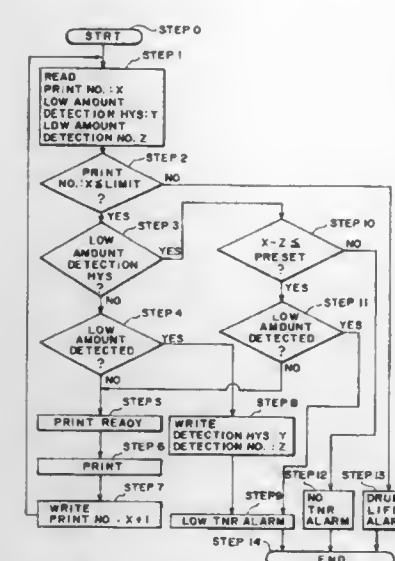 STRT
STEP 0
STEP 1
READ
PRINT NO. : X
LOW AMOUNT
DETECTION HYS : Y
LOW AMOUNT
DETECTION NO. Z
STEP 2
PRINT
NO. : X ≦ LIMIT
?
NO
YES
STEP 3
LOW
AMOUNT
DETECTION
HYS
?
YES
NO
STEP 10
X-Z ≦
PRESET
?
NO
YES
STEP 4
LOW
AMOUNT
DETECTED
?
YES
NO
STEP 11
LOW
AMOUNT
DETECTED
?
YES
NO
STEP 5
PRINT READY
STEP 6
PRINT
STEP 7
WRITE
PRINT NO - X+1
STEP 8
WRITE
DETECTION HYS : Y
DETECTION NO. : Z
STEP 9
LOW TNR ALARM
STEP 12
NO
TNR
ALARM
STEP 13
DRUM
LIFE
ALAR
STEP 14
END